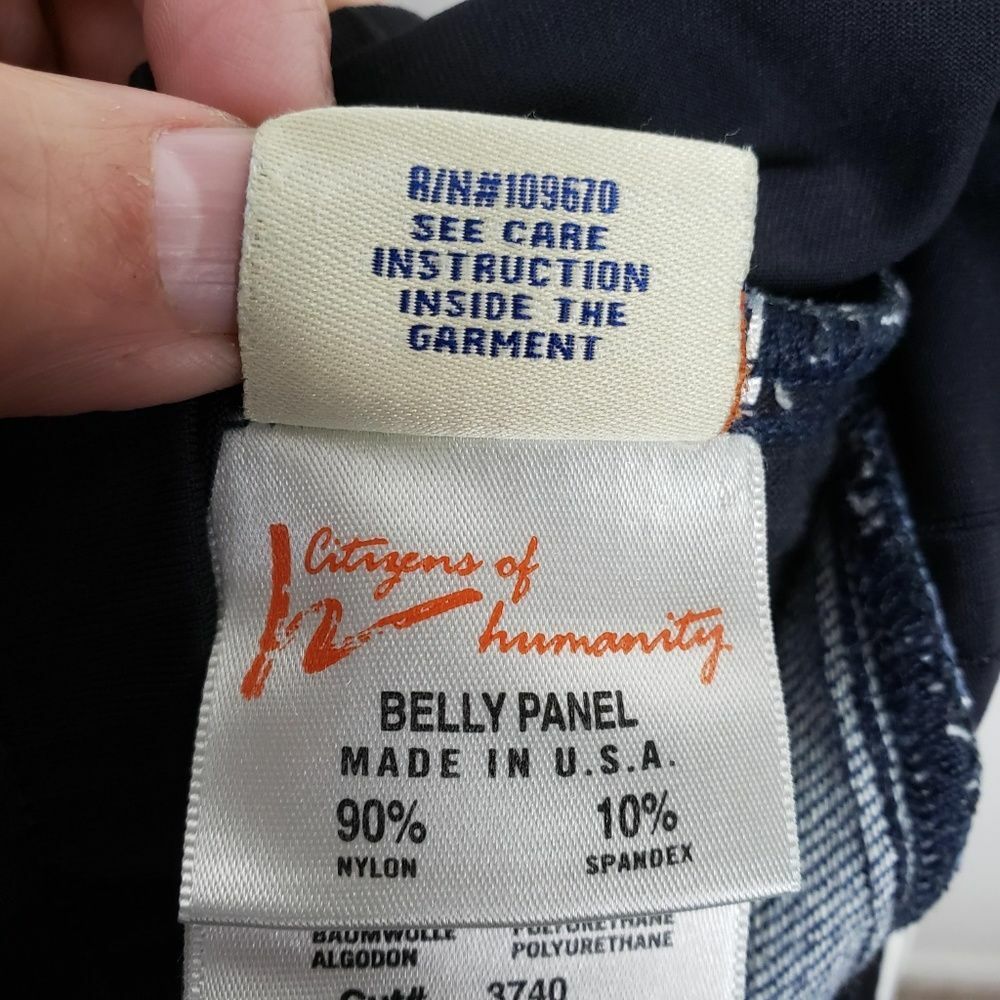 R/N#109670
SEE CARE
INSTRUCTION
INSIDE THE
GARMENT
Citizens of
humanity
BELLY PANEL
MADE IN U.S.A.
90% 10%
NYLON SPANDEX
BAUMWOLLE POLYURETHANE
ALGODON POLYURETHANE
Cut# 3740